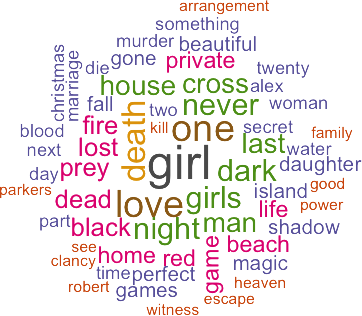 arrangement
something
murder beautiful
gone private
die
christmas
marriage
house cross twenty
alex
fall never woman
two
blood fire one secret
kill family
next lost death last water
girl
day prey dark daughter
parkers
good
island
dead love girls power
life
part black night man shadow
see home red game beach
clancy
time perfect magic
robert games heaven
escape
witness